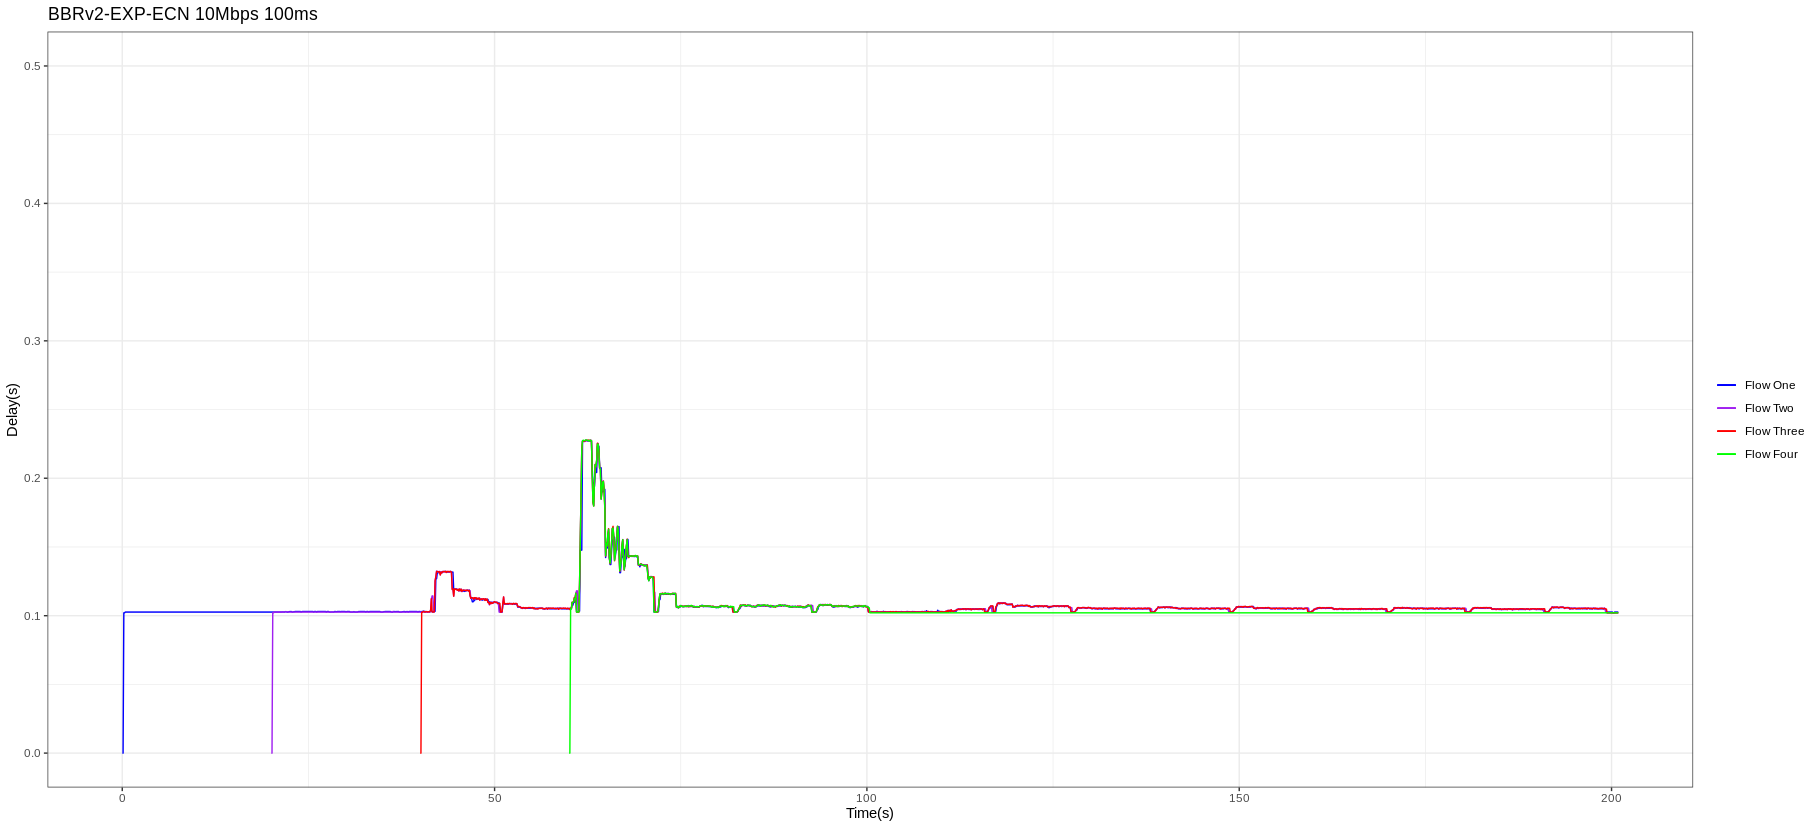 BBRv2-EXP-ECN 10Mbps 100ms
0.5
0.4
0.3
0.2
0.1
0.0
Delay(s)
0 50 100 150 200
Time(s)
Flow One
Flow Two
Flow Three
Flow Four